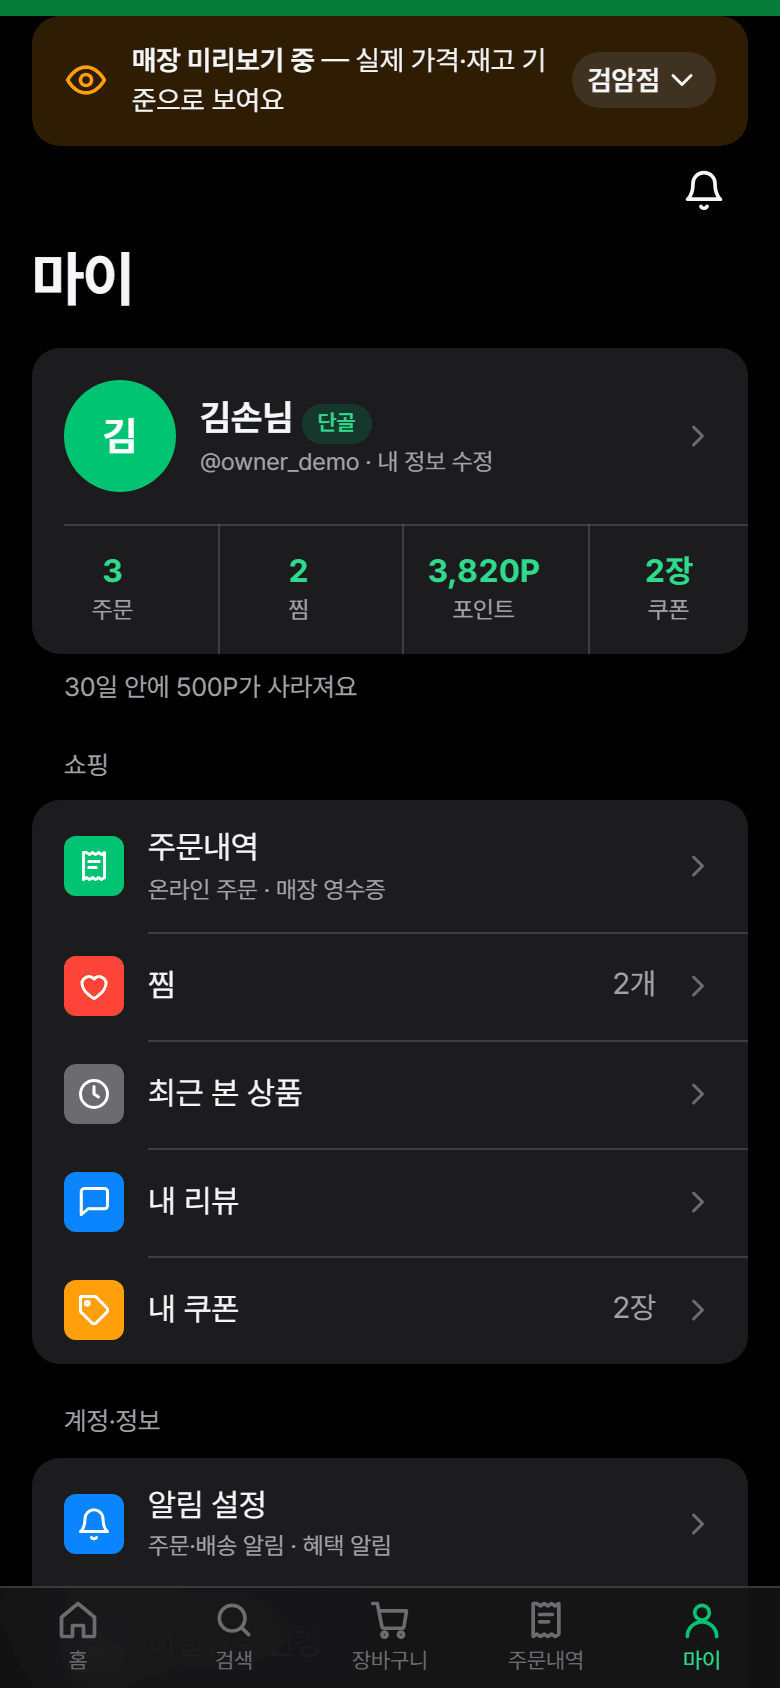 매장 미리보기 중 — 실제 가격·재고 기
준으로 보여요
검암점
마이
김
김손님 단골
@owner_demo · 내 정보 수정
3
주문
2
찜
3,820P
포인트
2장
쿠폰
30일 안에 500P가 사라져요
쇼핑
주문내역
온라인 주문 · 매장 영수증
찜
2개
최근 본 상품
내 리뷰
내 쿠폰
2장
계정·정보
알림 설정
주문·배송 알림 · 혜택 알림
홈
검색
장바구니
주문내역
마이